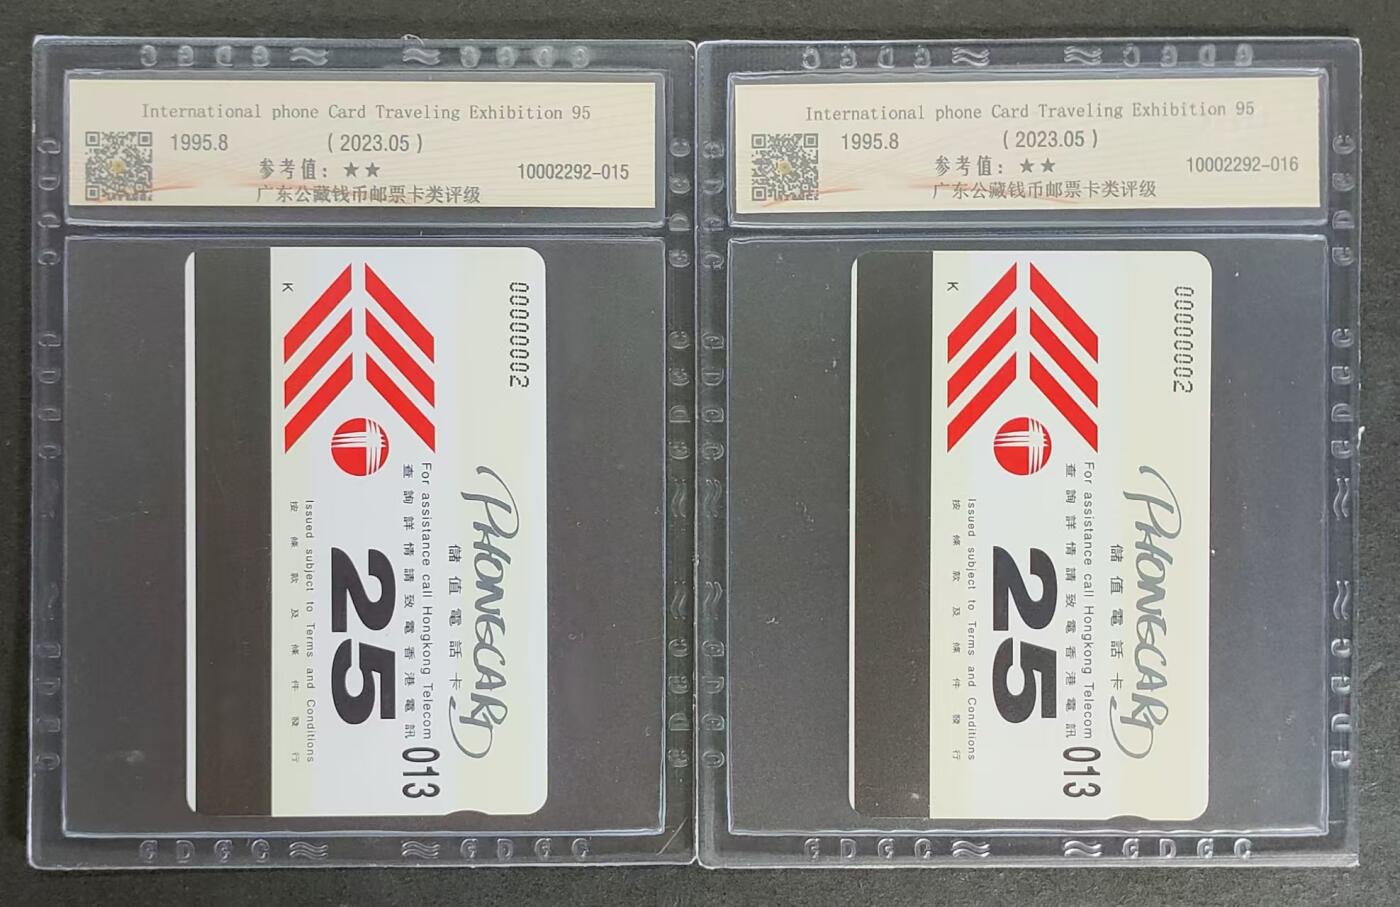 International phone Card Traveling Exhibition 95
1995.8
(2023.05)
参考值：★★
10002292-015
广东公藏钱币邮票卡类评级
00000002
K
PHONECARD
儲值電話卡
For assistance call Hongkong Telecom
查詢詳情請致電香港電訊
013
25
Issued subject to Terms and Conditions
按條款及條件發行
International phone Card Traveling Exhibition 95
1995.8
(2023.05)
参考值：★★
10002292-016
广东公藏钱币邮票卡类评级
00000002
K
PHONECARD
儲值電話卡
For assistance call Hongkong Telecom
查詢詳情請致電香港電訊
013
25
Issued subject to Terms and Conditions
按條款及條件發行